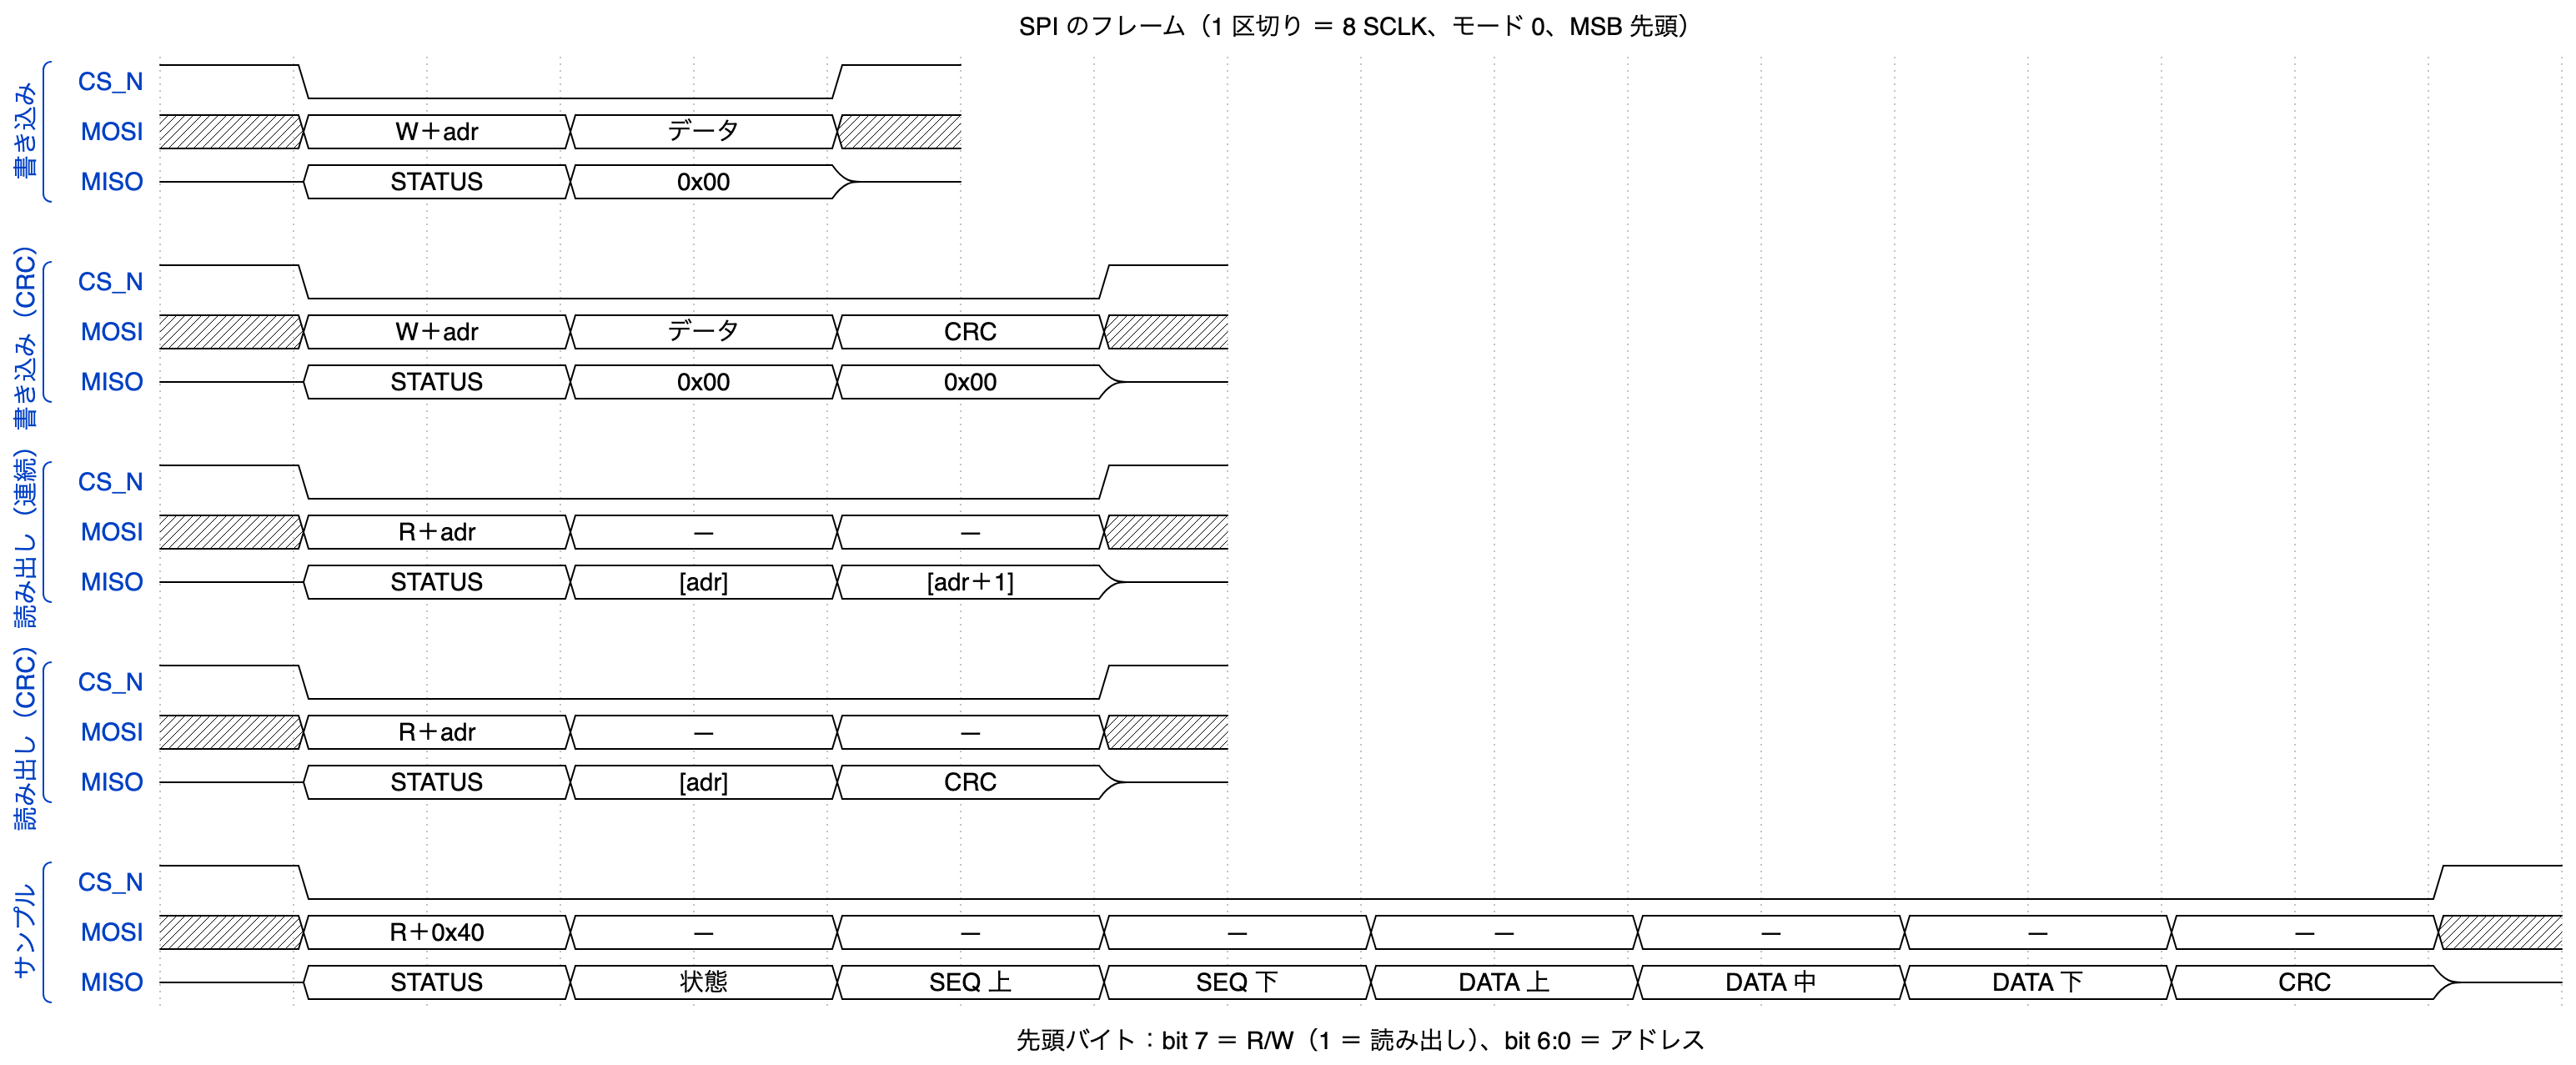 SPI のフレーム（1 区切り ＝ 8 SCLK、モード 0、MSB 先頭）
書き込み
CS_N
MOSI W＋adr データ
MISO STATUS 0x00
書き込み（CRC）
CS_N
MOSI W＋adr データ CRC
MISO STATUS 0x00 0x00
読み出し（連続）
CS_N
MOSI R＋adr — —
MISO STATUS [adr] [adr＋1]
読み出し（CRC）
CS_N
MOSI R＋adr — —
MISO STATUS [adr] CRC
サンプル
CS_N
MOSI R＋0x40 — — — — — — —
MISO STATUS 状態 SEQ 上 SEQ 下 DATA 上 DATA 中 DATA 下 CRC
先頭バイト：bit 7 ＝ R/W（1 ＝ 読み出し）、bit 6:0 ＝ アドレス